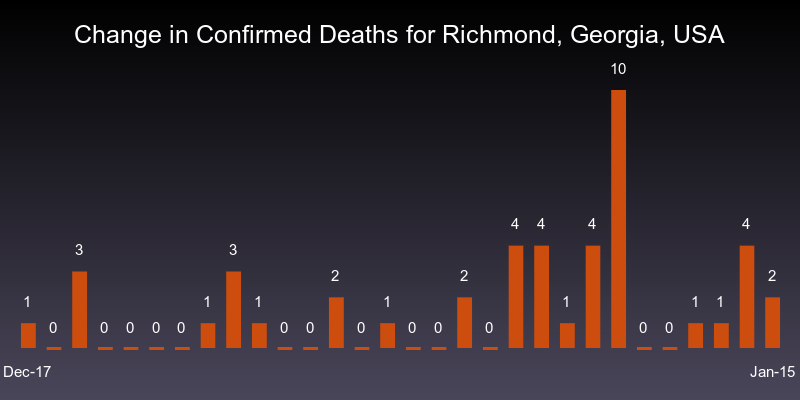 Change in Confirmed Deaths for Richmond, Georgia, USA
1 0 3 0 0 0 0 1 3 1 0 0 2 0 1 0 0 2 0 4 4 1 4 10 0 0 1 1 4 2
Dec-17 Jan-15